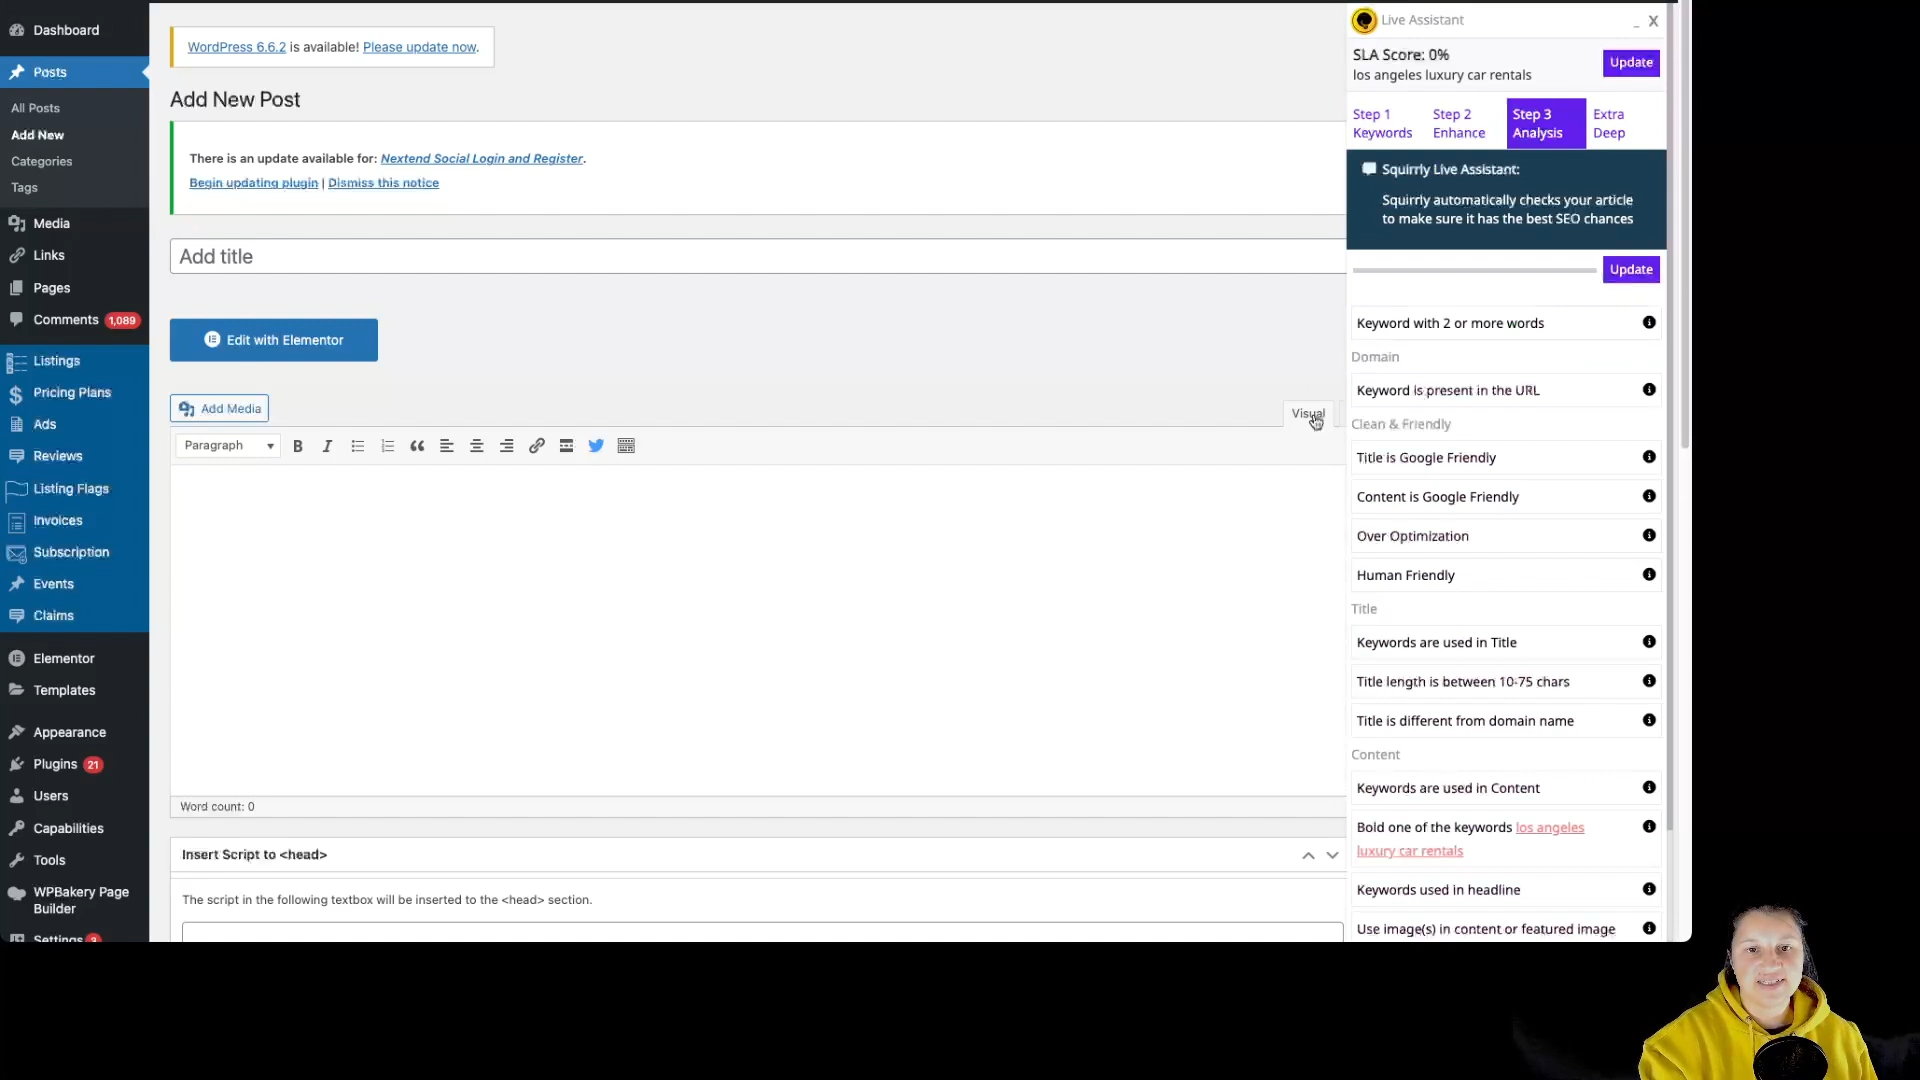 Dashboard
Posts
All Posts
Add New
Categories
Tags
Media
Links
Pages
Comments 1,089
Listings
Pricing Plans
Ads
Reviews
Listing Flags
Invoices
Subscription
Events
Claims
Elementor
Templates
Appearance
Plugins 21
Users
Capabilities
Tools
WPBakery Page
Builder
Settings 3
WordPress 6.6.2 is available! Please update now.
Add New Post
There is an update available for: Nextend Social Login and Register.
Begin updating plugin | Dismiss this notice
Add title
Edit with Elementor
Add Media
Visual
Paragraph
B I
Word count: 0
Insert Script to <head>
The script in the following textbox will be inserted to the <head> section.
Live Assistant
_ X
SLA Score: 0%
los angeles luxury car rentals
Update
Step 1
Keywords
Step 2
Enhance
Step 3
Analysis
Extra
Deep
Squirrly Live Assistant:
Squirrly automatically checks your article
to make sure it has the best SEO chances
Update
Keyword with 2 or more words
Domain
Keyword is present in the URL
Clean & Friendly
Title is Google Friendly
Content is Google Friendly
Over Optimization
Human Friendly
Title
Keywords are used in Title
Title length is between 10-75 chars
Title is different from domain name
Content
Keywords are used in Content
Bold one of the keywords los angeles
luxury car rentals
Keywords used in headline
Use image(s) in content or featured image